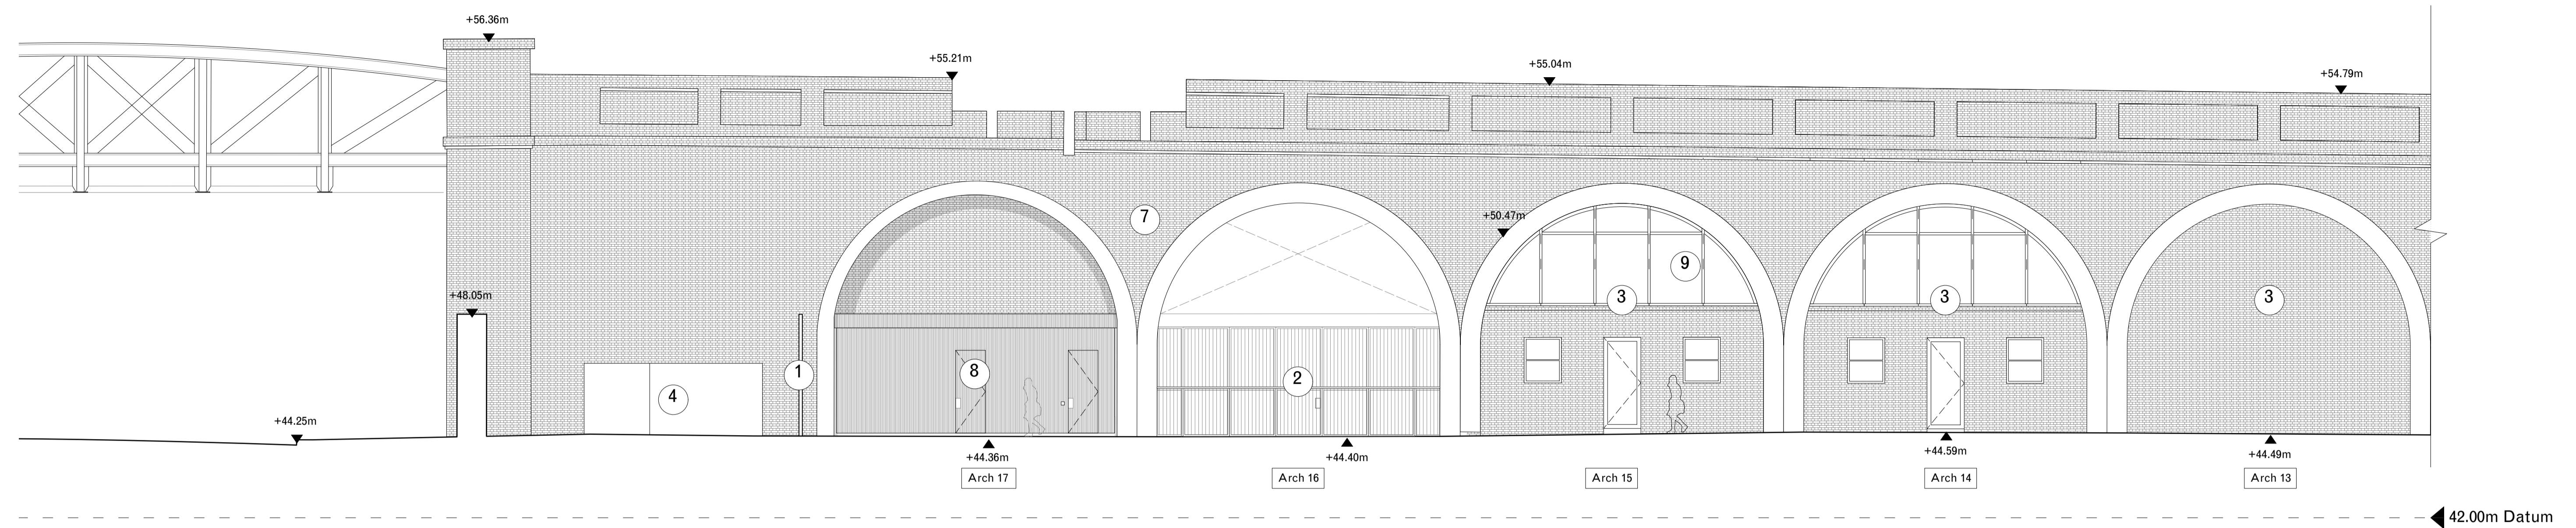 +56.36m
+55.21m
+55.04m
+54.79m
7
+50.47m
9
+48.05m
3
3
3
1
8
2
4
+44.25m
+44.36m
+44.40m
+44.59m
+44.49m
Arch 17
Arch 16
Arch 15
Arch 14
Arch 13
42.00m Datum